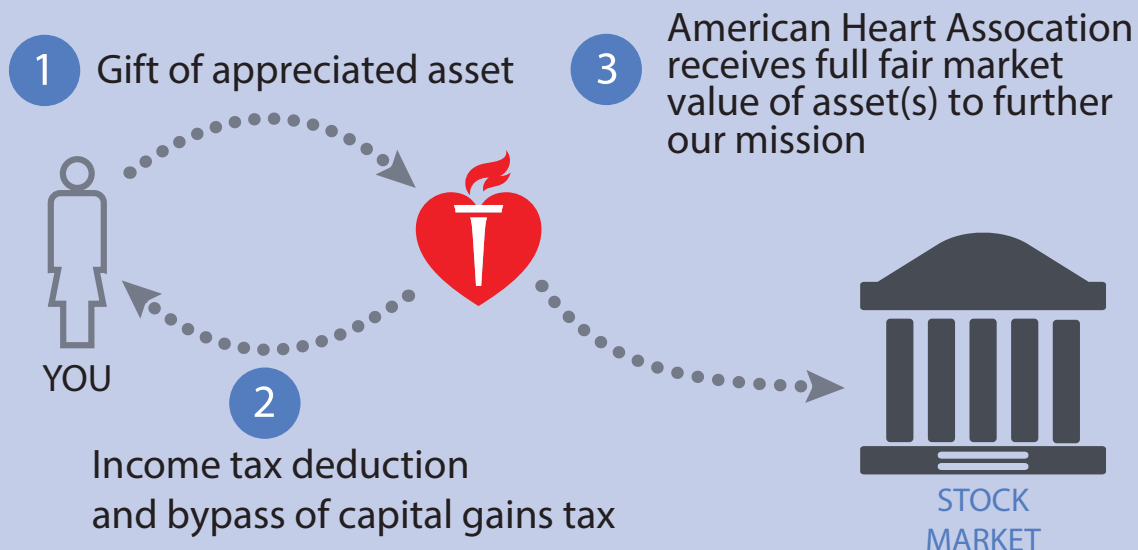 1
Gift of appreciated asset
3
American Heart Assocation
receives full fair market
value of asset(s) to further
our mission
YOU
2
Income tax deduction
and bypass of capital gains tax
STOCK
MARKET